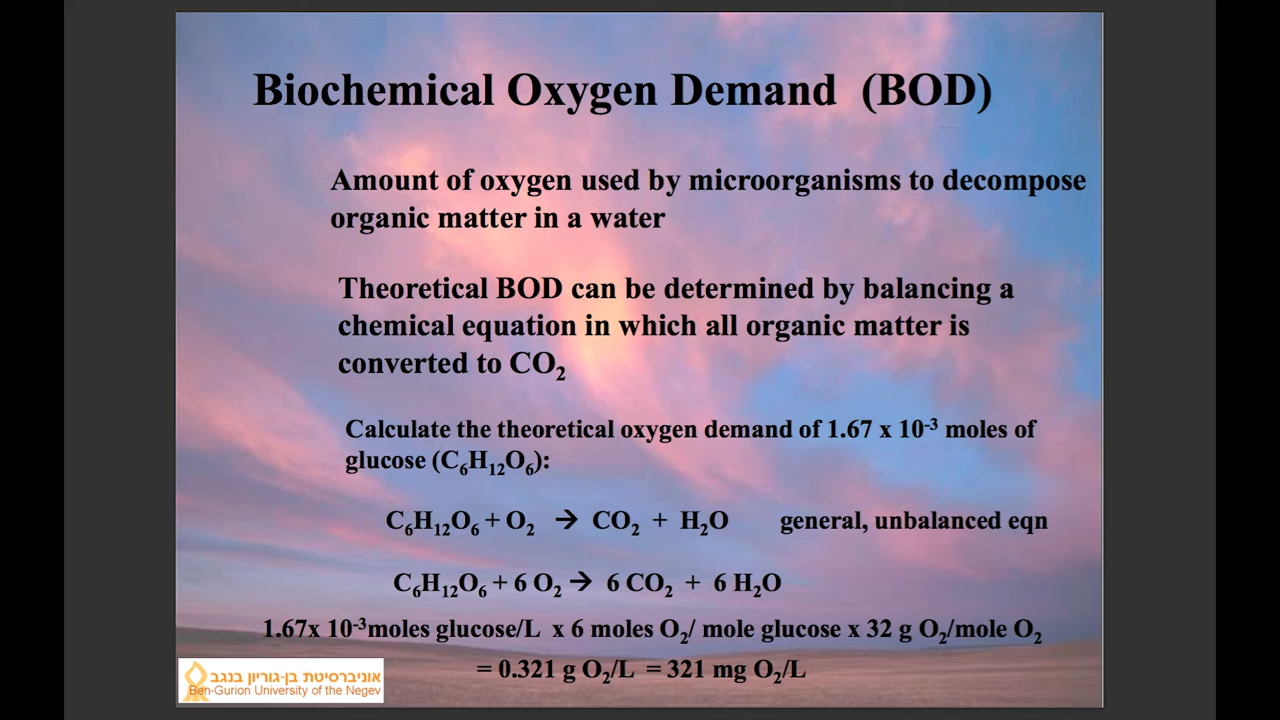 Biochemical Oxygen Demand (BOD)
Amount of oxygen used by microorganisms to decompose
organic matter in a water
Theoretical BOD can be determined by balancing a
chemical equation in which all organic matter is
converted to CO₂
Calculate the theoretical oxygen demand of 1.67 x 10⁻³ moles of
glucose (C₆H₁₂O₆):
C₆H₁₂O₆ + O₂ → CO₂ + H₂O general, unbalanced eqn
C₆H₁₂O₆ + 6 O₂ → 6 CO₂ + 6 H₂O
1.67x 10⁻³moles glucose/L x 6 moles O₂/ mole glucose x 32 g O₂/mole O₂
= 0.321 g O₂/L = 321 mg O₂/L
אוניברסיטת בן-גוריון בנגב
Ben-Gurion University of the Negev